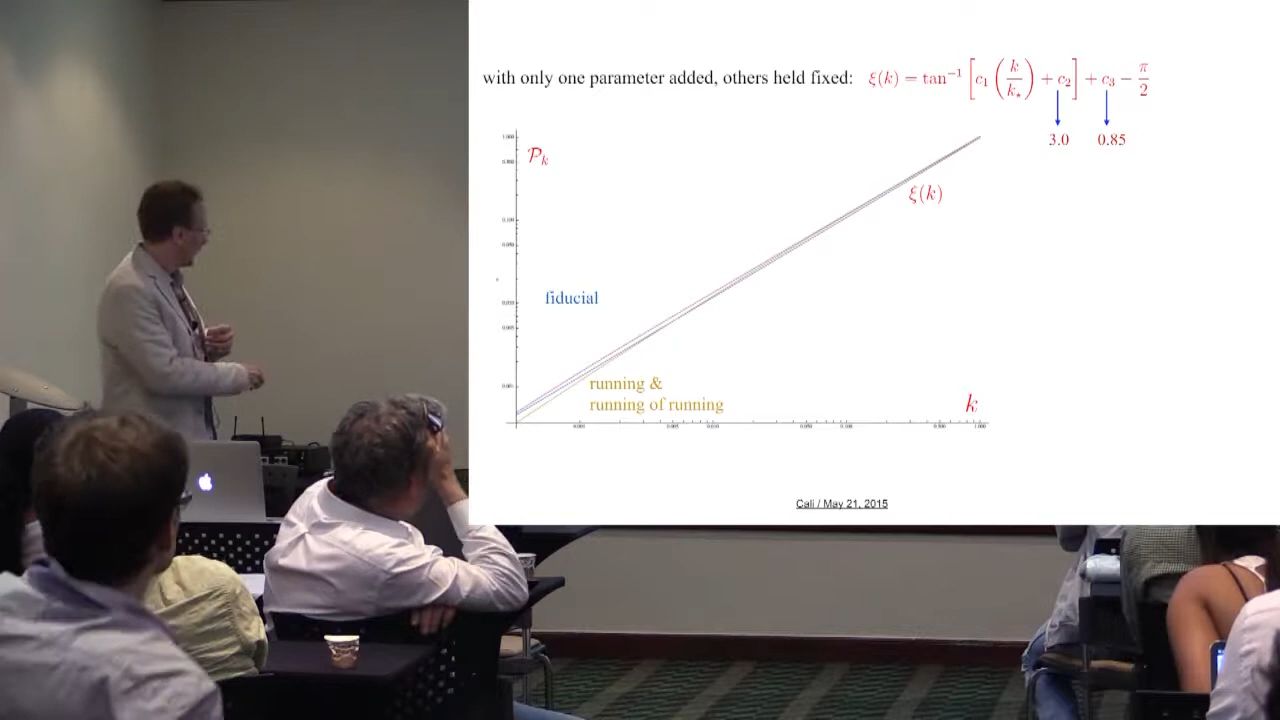 with only one parameter added, others held fixed: ξ(k) = tan⁻¹ [c₁ (k/k⋆) + c₂] + c₃ − π/2
3.0 0.85
𝒫ₖ
ξ(k)
fiducial
running &
running of running
k
Cali / May 21, 2015